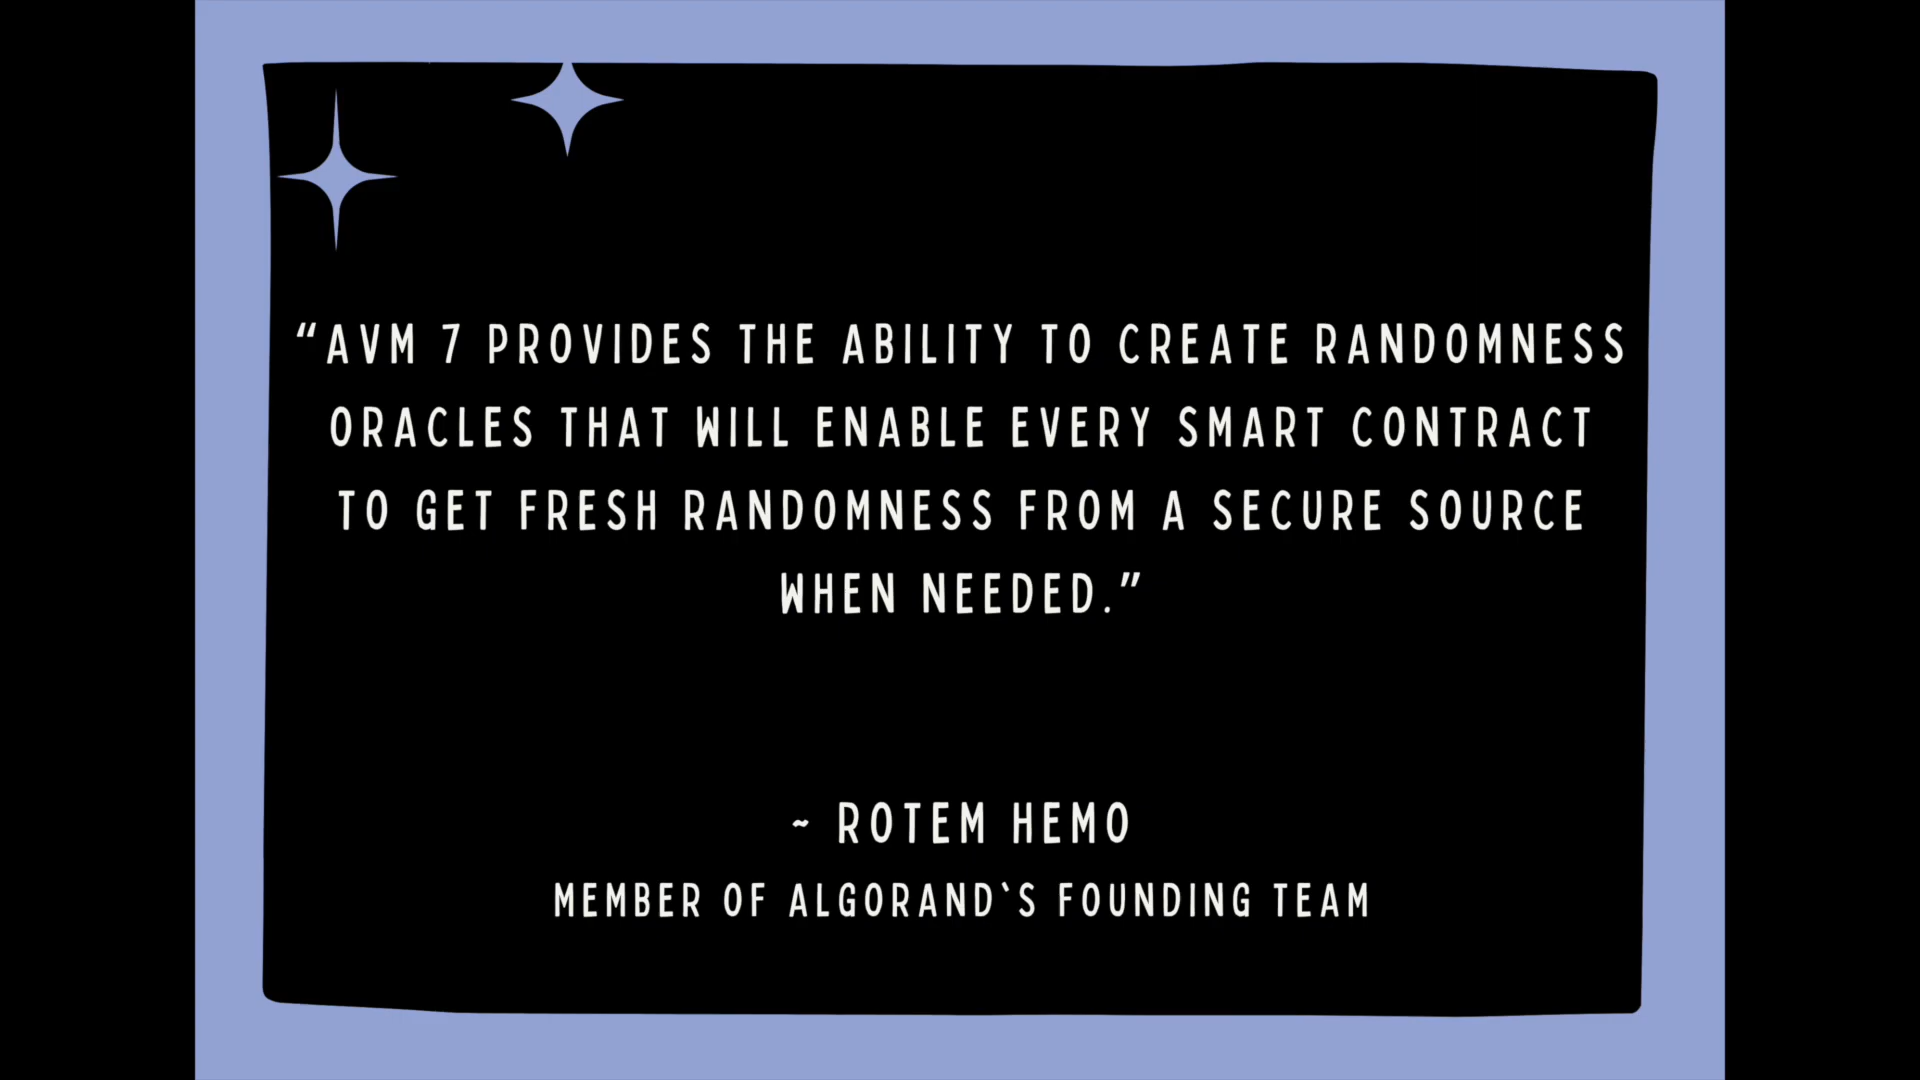 “AVM 7 PROVIDES THE ABILITY TO CREATE RANDOMNESS
ORACLES THAT WILL ENABLE EVERY SMART CONTRACT
TO GET FRESH RANDOMNESS FROM A SECURE SOURCE
WHEN NEEDED.”
~ ROTEM HEMO
MEMBER OF ALGORAND`S FOUNDING TEAM